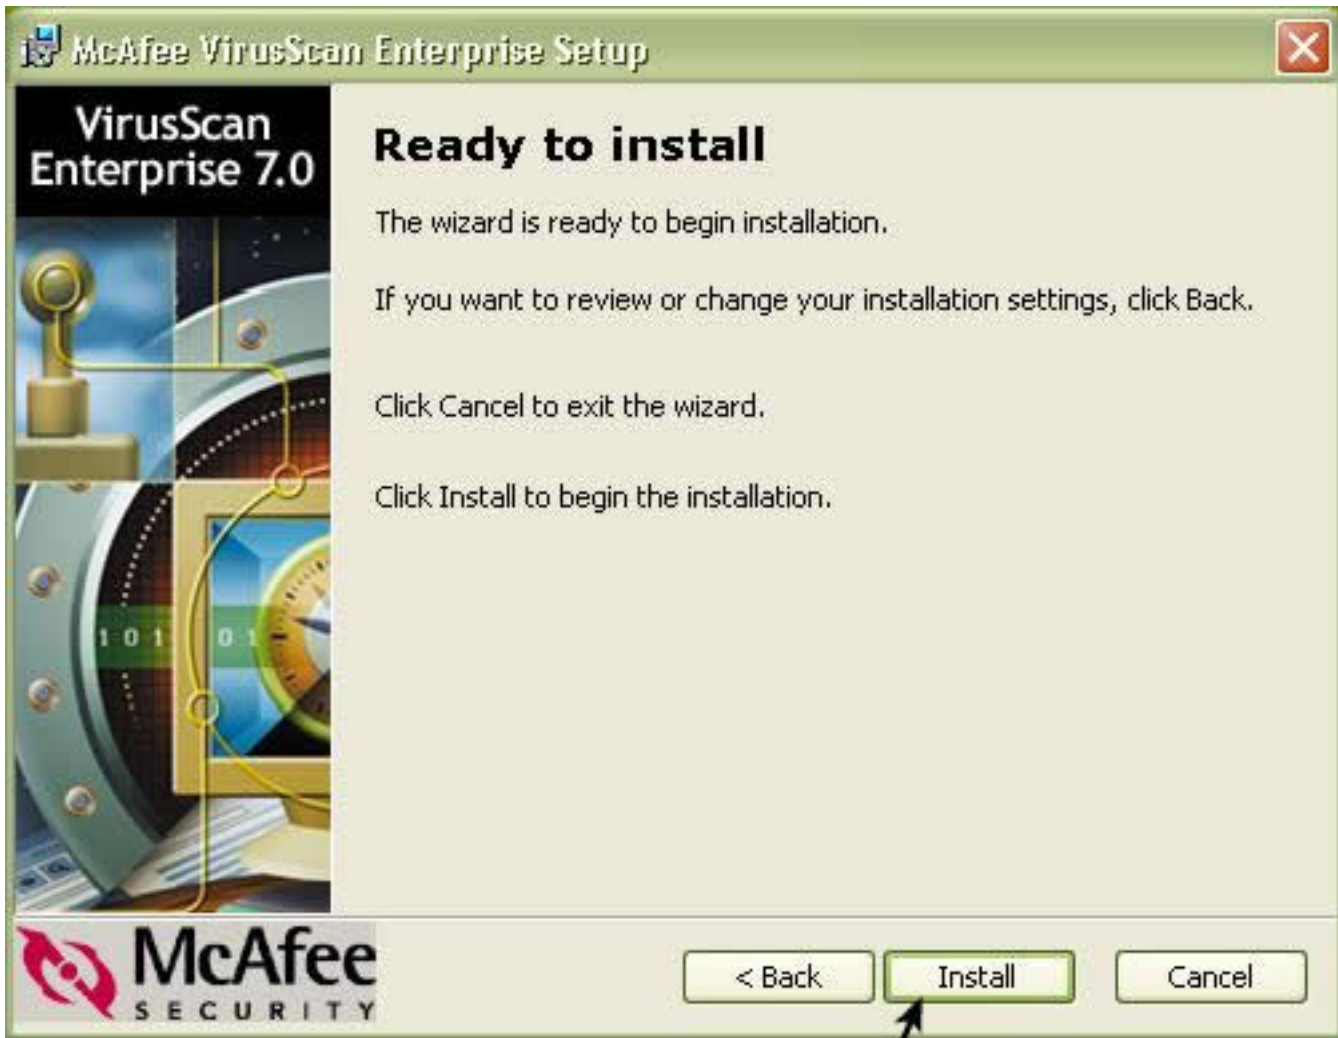 McAfee VirusScan Enterprise Setup
VirusScan
Enterprise 7.0
Ready to install
The wizard is ready to begin installation.
If you want to review or change your installation settings, click Back.
Click Cancel to exit the wizard.
Click Install to begin the installation.
1 0 1 0 1
McAfee
SECURITY
< Back
Install
Cancel